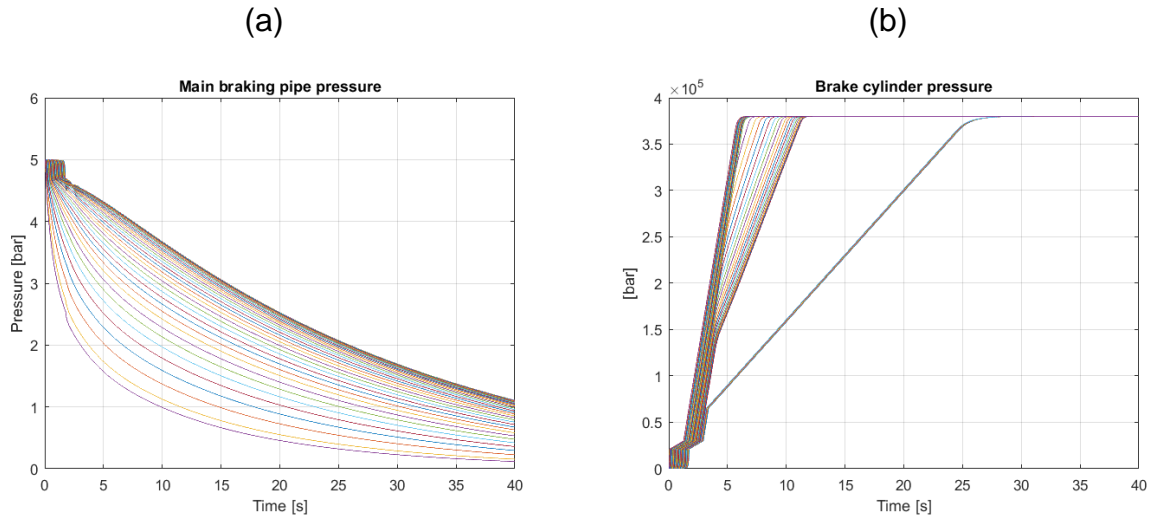 (a)
Main braking pipe pressure
Pressure [bar]
6
5
4
3
2
1
0
0 5 10 15 20 25 30 35 40
Time [s]
(b)
Brake cylinder pressure
×10⁵
[bar]
4
3.5
3
2.5
2
1.5
1
0.5
0
0 5 10 15 20 25 30 35 40
Time [s]